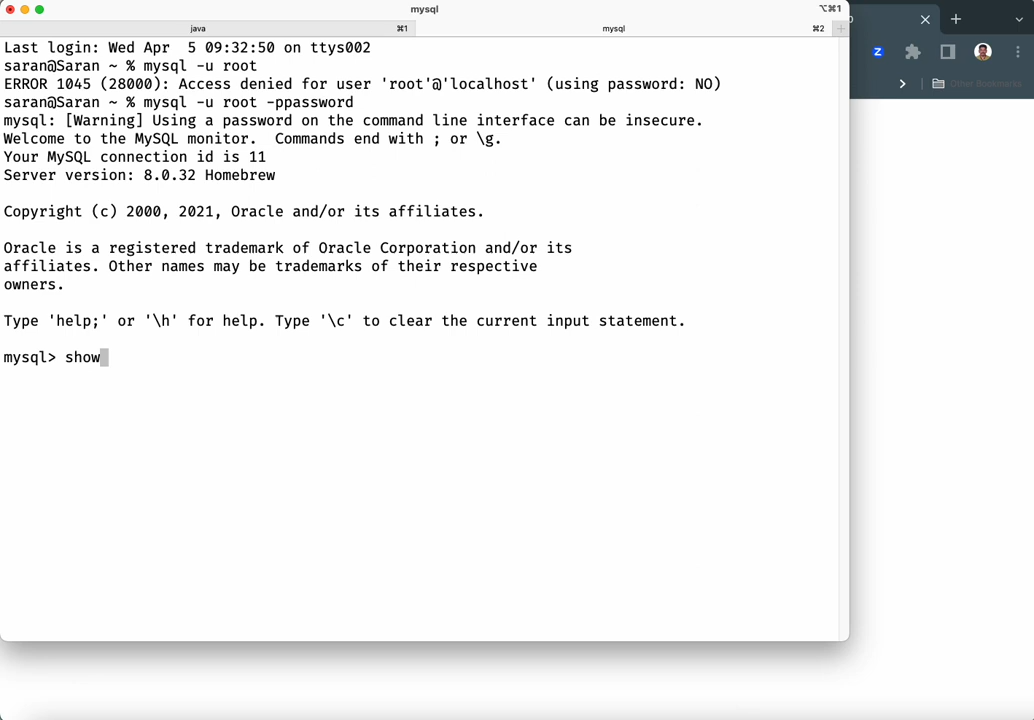 mysql
⌥⌘1
java
⌘1
mysql
⌘2
Last login: Wed Apr  5 09:32:50 on ttys002
saran@Saran ~ % mysql -u root
ERROR 1045 (28000): Access denied for user 'root'@'localhost' (using password: NO)
saran@Saran ~ % mysql -u root -ppassword
mysql: [Warning] Using a password on the command line interface can be insecure.
Welcome to the MySQL monitor.  Commands end with ; or \g.
Your MySQL connection id is 11
Server version: 8.0.32 Homebrew
Copyright (c) 2000, 2021, Oracle and/or its affiliates.
Oracle is a registered trademark of Oracle Corporation and/or its
affiliates. Other names may be trademarks of their respective
owners.
Type 'help;' or '\h' for help. Type '\c' to clear the current input statement.
mysql> show
Z
Other Bookmarks